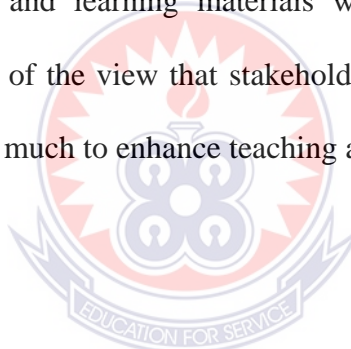 and learning materials w
of the view that stakehold
much to enhance teaching a
EDUCATION FOR SERVICE